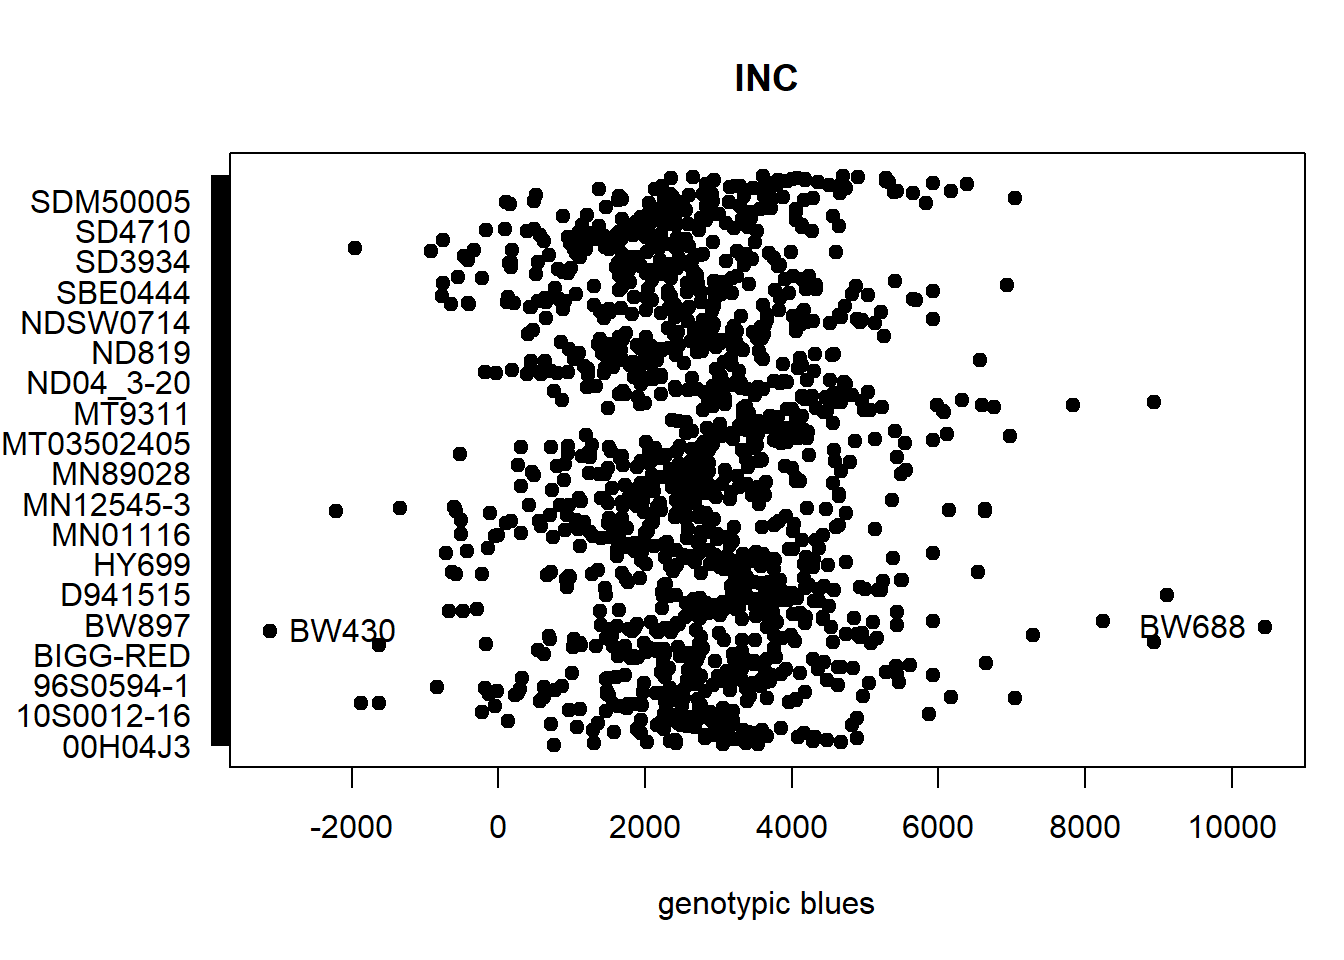 INC
SDM50005
SD4710
SD3934
SBE0444
NDSW0714
ND819
ND04_3-20
MT9311
MT03502405
MN89028
MN12545-3
MN01116
HY699
D941515
BW897
BW430
BW688
BIGG-RED
96S0594-1
10S0012-16
00H04J3
-2000 0 2000 4000 6000 8000 10000
genotypic blues